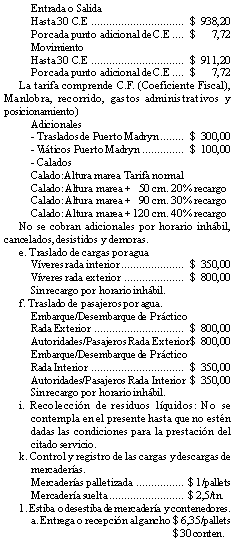 Entrada o Salida
Hasta 30 C.E ................................ $ 938,20
Por cada punto adicional de C.E .... $ 7,72
Movimiento
Hasta 30 C.E ................................ $ 911,20
Por cada punto adicional de C.E .... $ 7,72
La tarifa comprende C.F. (Coeficiente Fiscal),
Maniobra, recorrido, gastos administrativos y
posicionamiento)
Adicionales
- Traslados de Puerto Madryn ......... $ 300,00
- Viáticos Puerto Madryn ............... $ 100,00
- Calados
Calado: Altura marea Tarifa normal
Calado: Altura marea + 50 cm. 20% recargo
Calado: Altura marea + 90 cm. 30% recargo
Calado: Altura marea + 120 cm. 40% recargo
No se cobran adicionales por horario inhábil,
cancelados, desistidos y demoras.
e. Traslado de cargas por agua
Víveres rada interior ...................... $ 350,00
Víveres rada exterior ..................... $ 800,00
Sin recargo por horario inhábil.
f. Traslado de pasajeros por agua.
Embarque/Desembarque de Práctico
Rada Exterior ................................ $ 800,00
Autoridades/Pasajeros Rada Exterior $ 800,00
Embarque/Desembarque de Práctico
Rada Interior ................................ $ 350,00
Autoridades/Pasajeros Rada Interior $ 350,00
Sin recargo por horario inhábil.
i. Recolección de residuos líquidos: No se
contempla en el presente hasta que no estén
dadas las condiciones para la prestación del
citado servicio.
k. Control y registro de las cargas y descargas de
mercaderías.
Mercaderías palletizada ................. $ 1/pallets
Mercadería suelta .......................... $ 2,5/tn.
l. Estiba o desestiba de mercadería y contenedores.
a. Entrega o recepción al gancho $ 6,35/pallets
$ 30 conten.